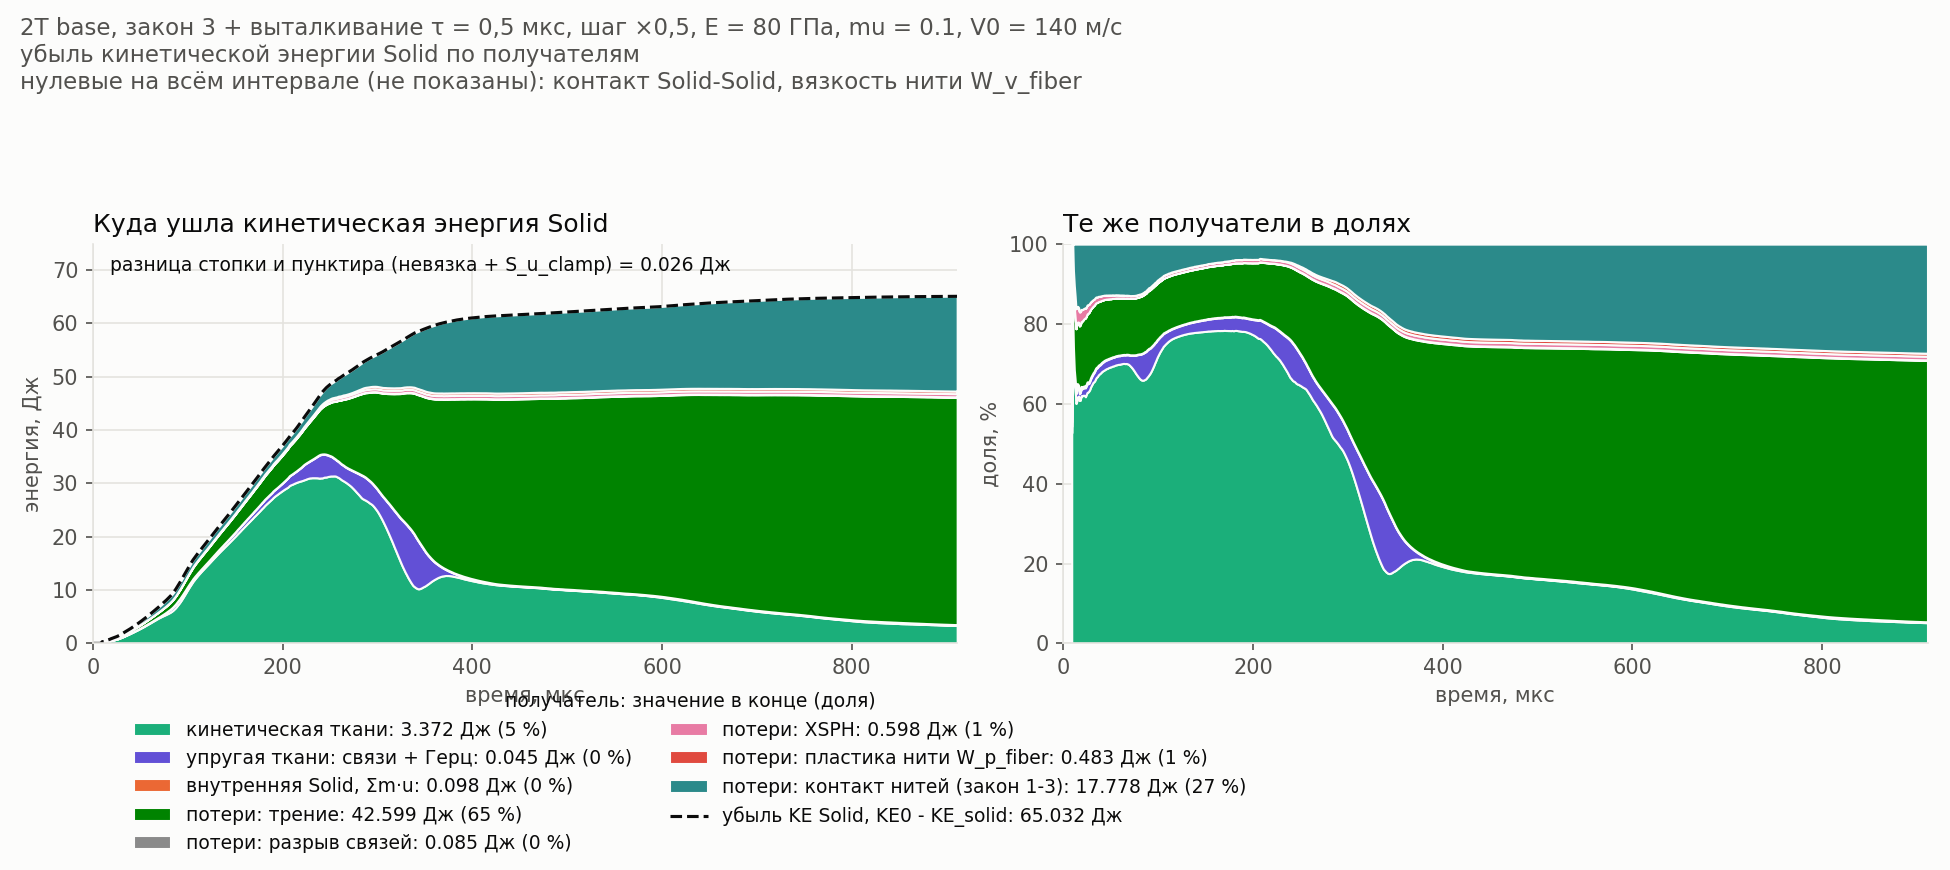 2T base, закон 3 + выталкивание τ = 0,5 мкс, шаг ×0,5, E = 80 ГПа, mu = 0.1, V0 = 140 м/с
убыль кинетической энергии Solid по получателям
нулевые на всём интервале (не показаны): контакт Solid-Solid, вязкость нити W_v_fiber
Куда ушла кинетическая энергия Solid
разница стопки и пунктира (невязка + S_u_clamp) = 0.026 Дж
энергия, Дж
70
60
50
40
30
20
10
0
0 200 400 600 800
время, мкс
Те же получатели в долях
доля, %
100
80
60
40
20
0
0 200 400 600 800
время, мкс
получатель: значение в конце (доля)
кинетическая ткани: 3.372 Дж (5 %)
упругая ткани: связи + Герц: 0.045 Дж (0 %)
внутренняя Solid, Σm·u: 0.098 Дж (0 %)
потери: трение: 42.599 Дж (65 %)
потери: разрыв связей: 0.085 Дж (0 %)
потери: XSPH: 0.598 Дж (1 %)
потери: пластика нити W_p_fiber: 0.483 Дж (1 %)
потери: контакт нитей (закон 1-3): 17.778 Дж (27 %)
убыль KE Solid, KE0 - KE_solid: 65.032 Дж